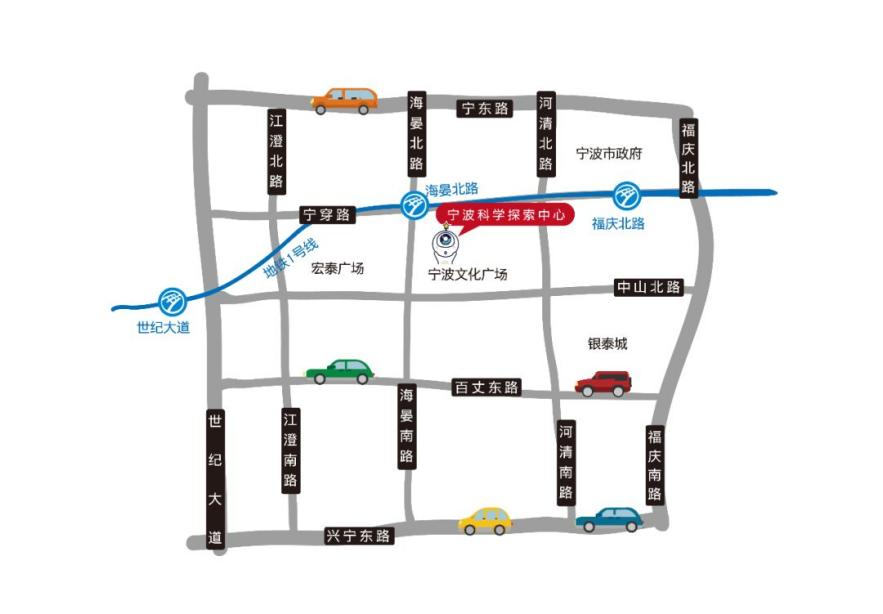 宁东路
海晏北路
河清北路
江澄北路
福庆北路
宁波市政府
海晏北路
宁穿路
宁波科学探索中心
福庆北路
地铁1号线
宏泰广场
宁波文化广场
中山北路
世纪大道
银泰城
百丈东路
海晏南路
世纪大道
江澄南路
河清南路
福庆南路
兴宁东路